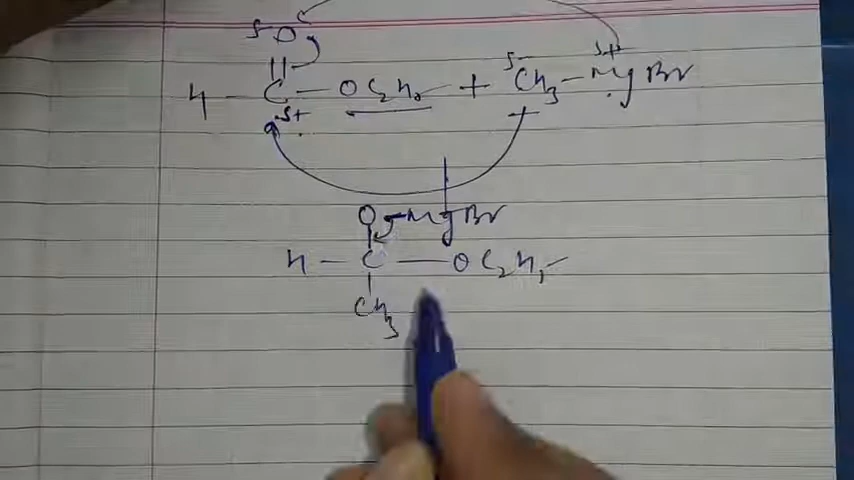 δ-O δ- δ+
||
H - C - OC2H5 + CH3 - MgBr
δ+
O - MgBr
|
H - C - OC2H5
|
CH3